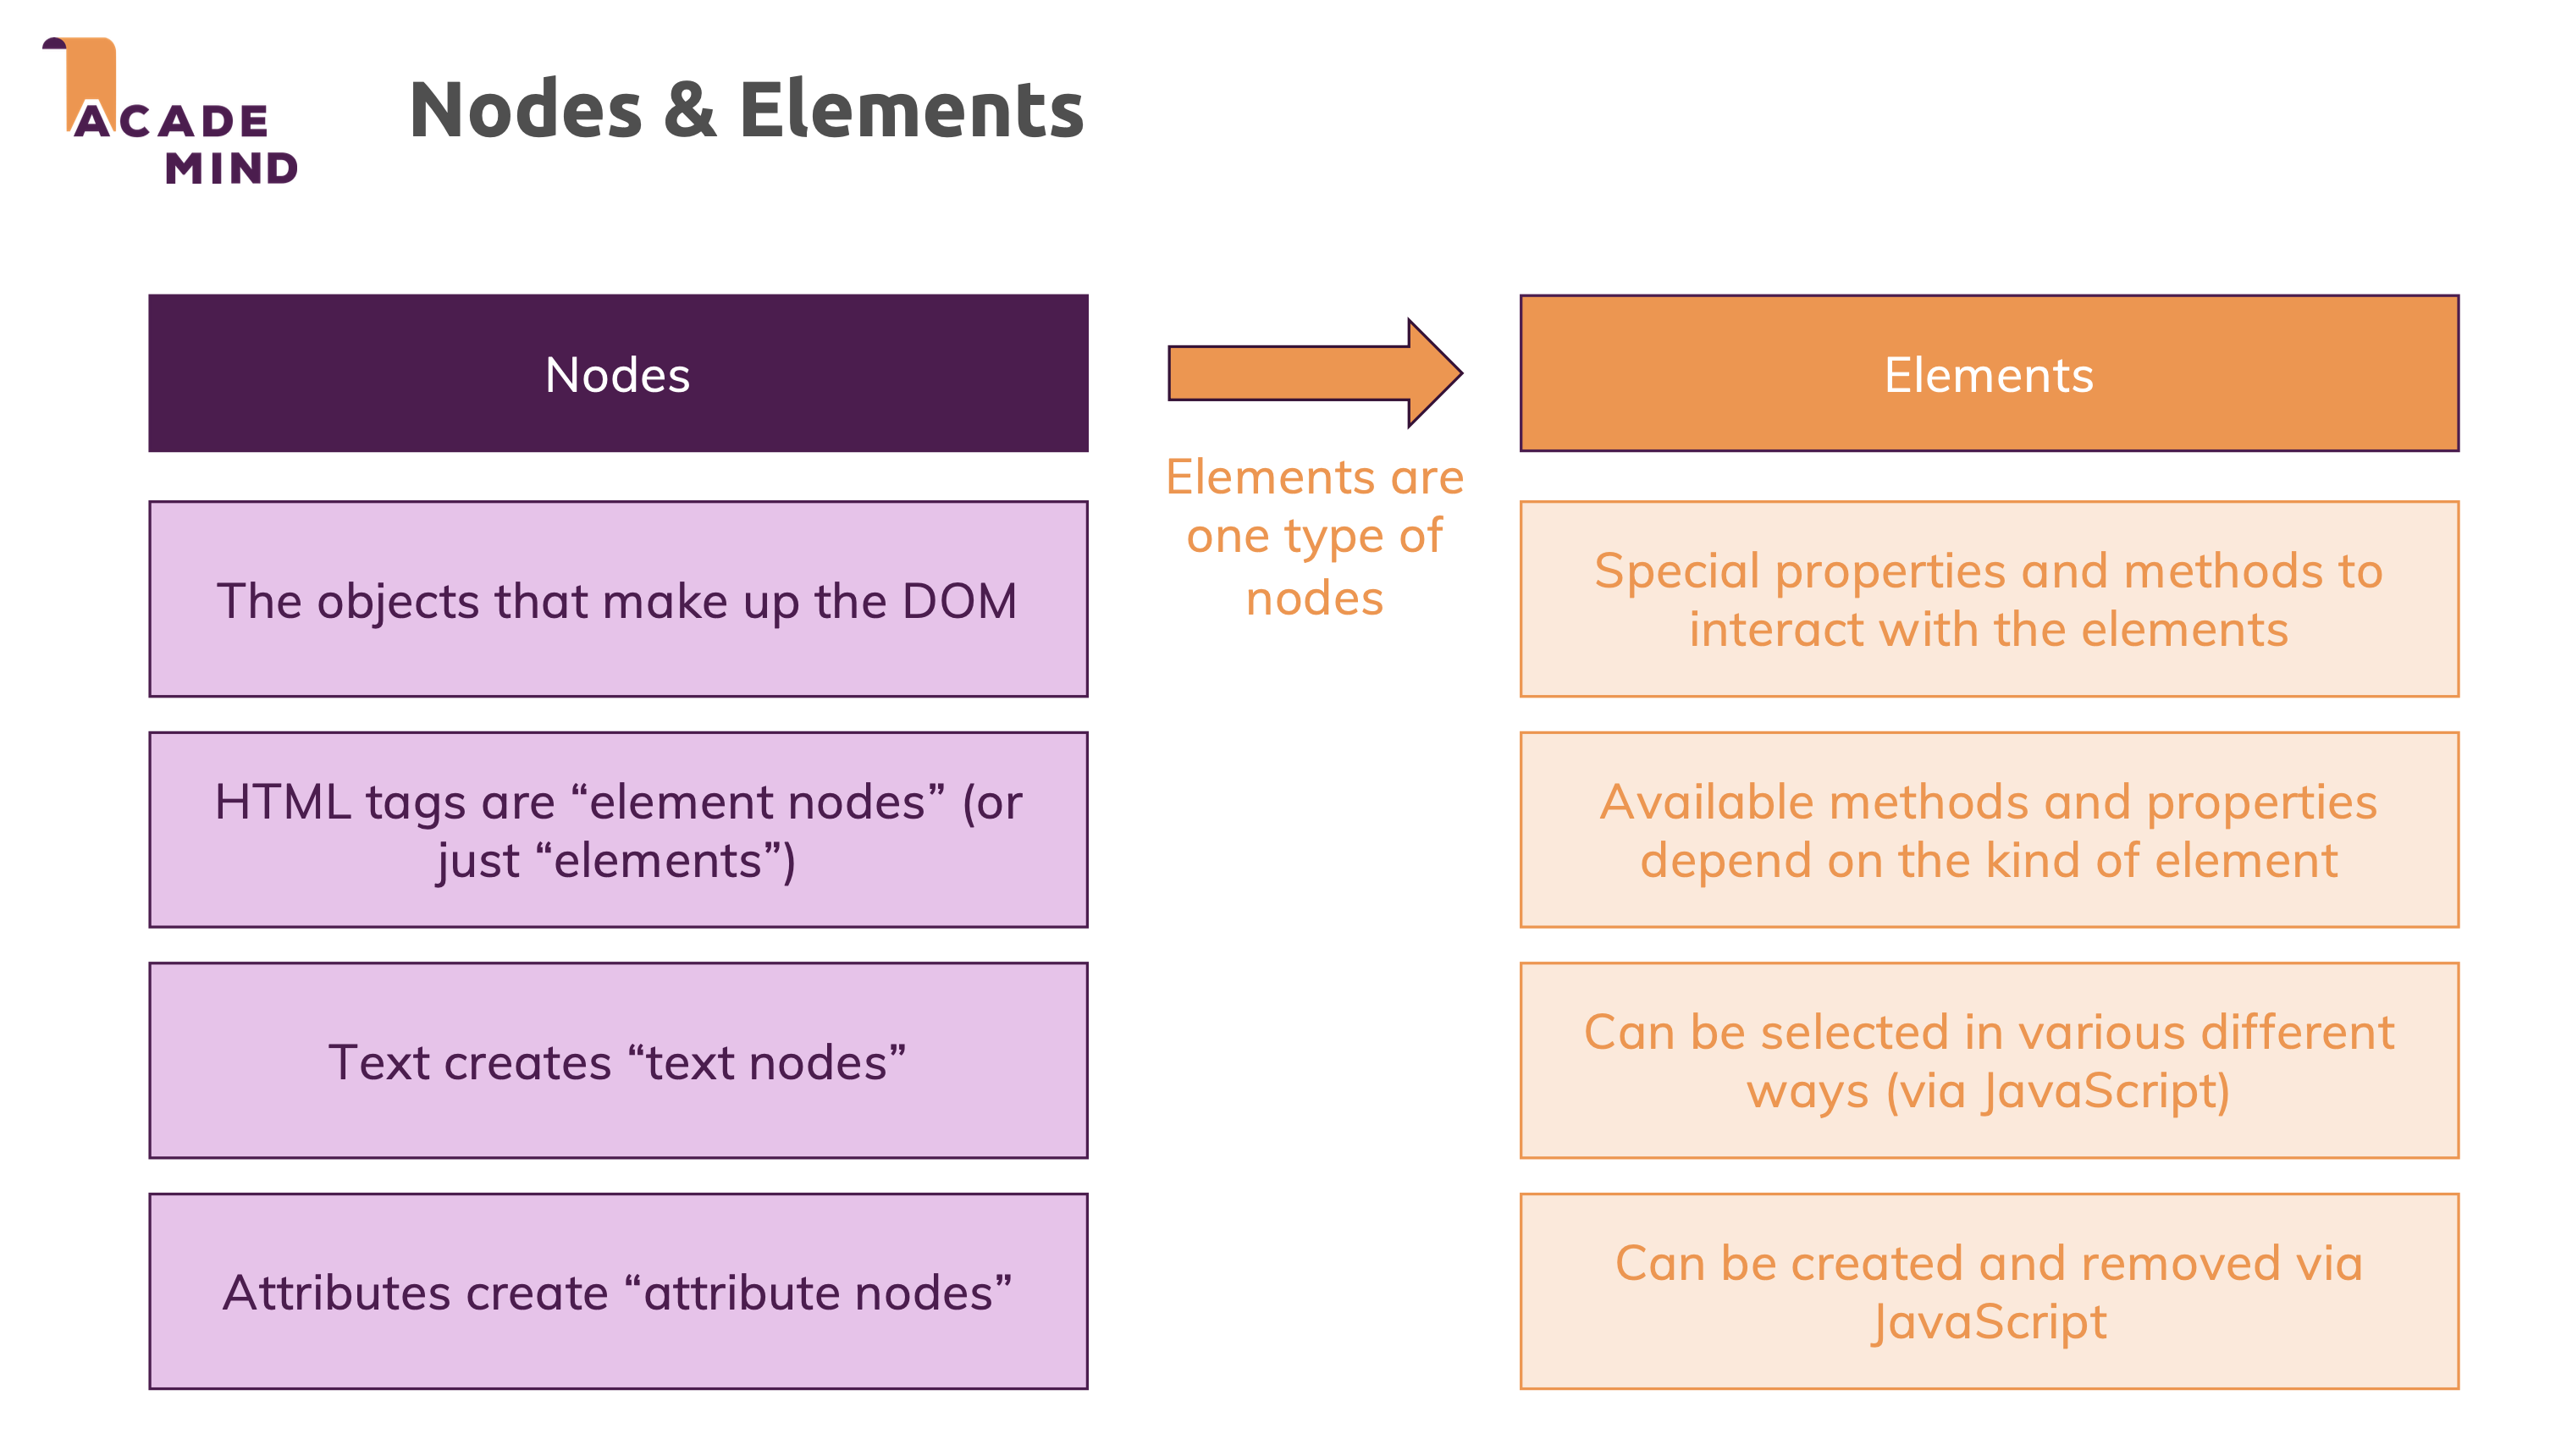 ACADE
MIND
Nodes & Elements
Nodes
The objects that make up the DOM
HTML tags are “element nodes” (or
just “elements”)
Text creates “text nodes”
Attributes create “attribute nodes”
Elements are
one type of
nodes
Elements
Special properties and methods to
interact with the elements
Available methods and properties
depend on the kind of element
Can be selected in various different
ways (via JavaScript)
Can be created and removed via
JavaScript